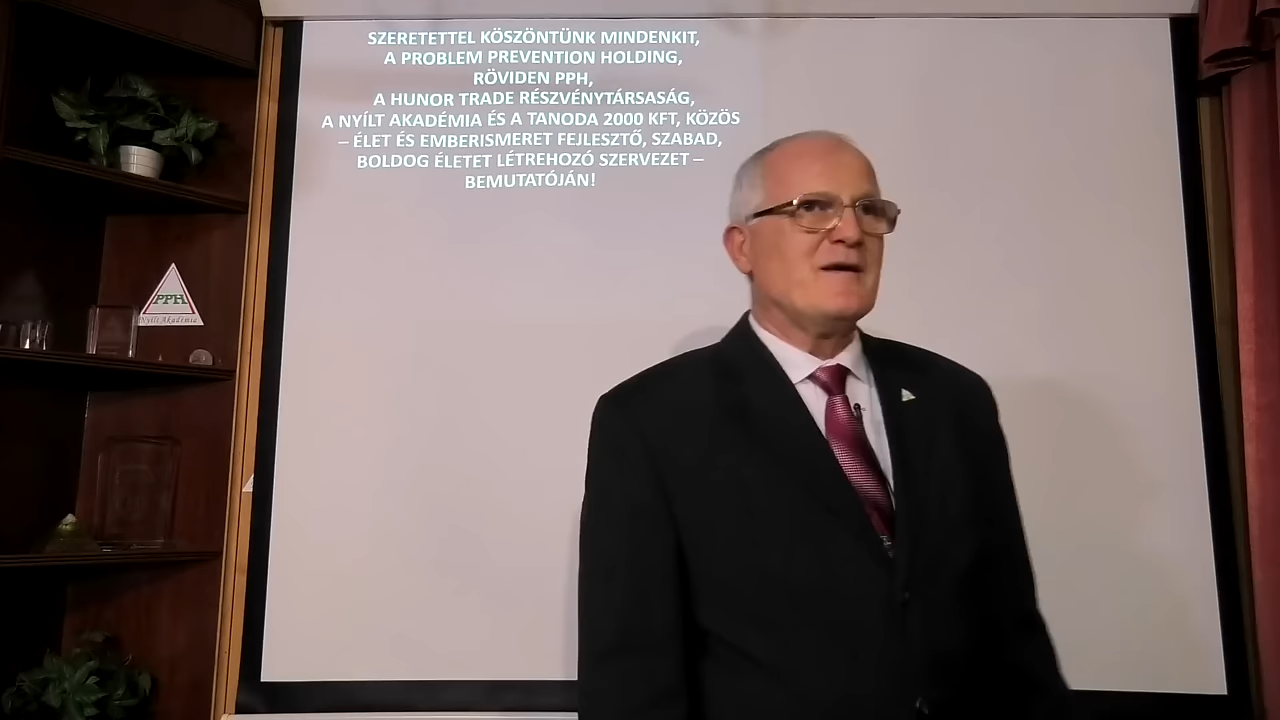 SZERETETTEL KÖSZÖNTÜNK MINDENKIT,
A PROBLEM PREVENTION HOLDING,
RÖVIDEN PPH,
A HUNOR TRADE RÉSZVÉNYTÁRSASÁG,
A NYÍLT AKADÉMIA ÉS A TANODA 2000 KFT, KÖZÖS
– ÉLET ÉS EMBERISMERET FEJLESZTŐ, SZABAD,
BOLDOG ÉLETET LÉTREHOZÓ SZERVEZET –
BEMUTATÓJÁN!
PPH
Nyílt Akadémia